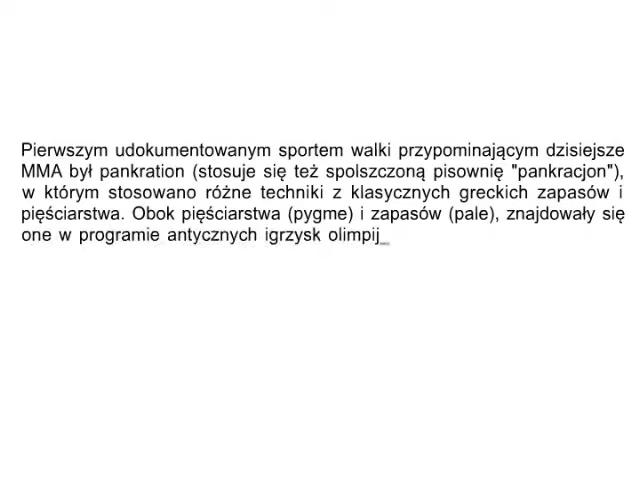 Pierwszym udokumentowanym sportem walki przypominającym dzisiejsze
MMA był pankration (stosuje się też spolszczoną pisownię "pankracjon"),
w którym stosowano różne techniki z klasycznych greckich zapasów i
pięściarstwa. Obok pięściarstwa (pygme) i zapasów (pale), znajdowały się
one w programie antycznych igrzysk olimpij_